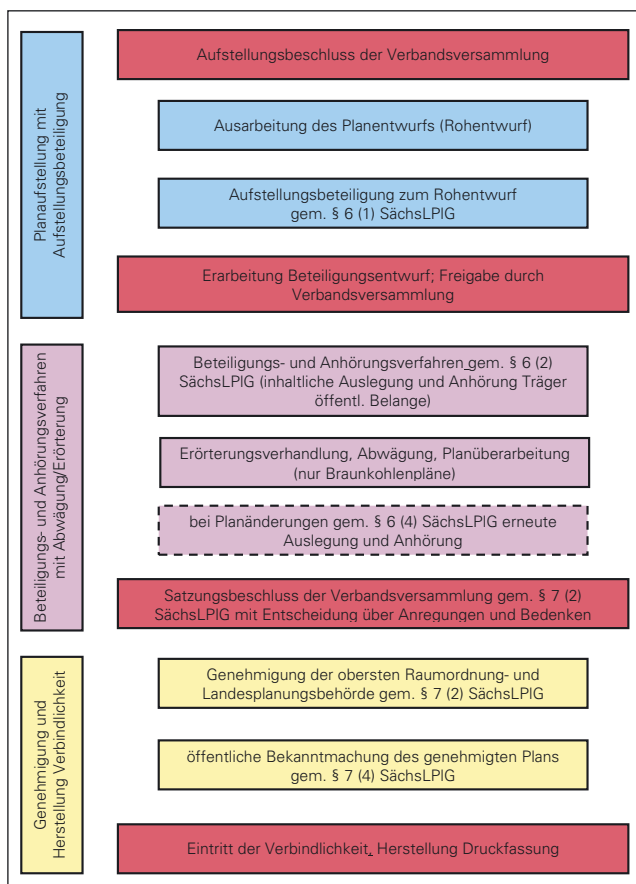 Planaufstellung mit
Aufstellungsbeteiligung
Aufstellungsbeschluss der Verbandsversammlung
Ausarbeitung des Planentwurfs (Rohentwurf)
Aufstellungsbeteiligung zum Rohentwurf
gem. § 6 (1) SächsLPlG
Erarbeitung Beteiligungsentwurf; Freigabe durch
Verbandsversammlung
Beteiligungs- und Anhörungsverfahren
mit Abwägung/Erörterung
Beteiligungs- und Anhörungsverfahren gem. § 6 (2)
SächsLPlG (inhaltliche Auslegung und Anhörung Träger
öffentl. Belange)
Erörterungsverhandlung, Abwägung, Planüberarbeitung
(nur Braunkohlenpläne)
bei Planänderungen gem. § 6 (4) SächsLPlG erneute
Auslegung und Anhörung
Satzungsbeschluss der Verbandsversammlung gem. § 7 (2)
SächsLPlG mit Entscheidung über Anregungen und Bedenken
Genehmigung und
Herstellung Verbindlichkeit
Genehmigung der obersten Raumordnung- und
Landesplanungsbehörde gem. § 7 (2) SächsLPlG
öffentliche Bekanntmachung des genehmigten Plans
gem. § 7 (4) SächsLPlG
Eintritt der Verbindlichkeit, Herstellung Druckfassung